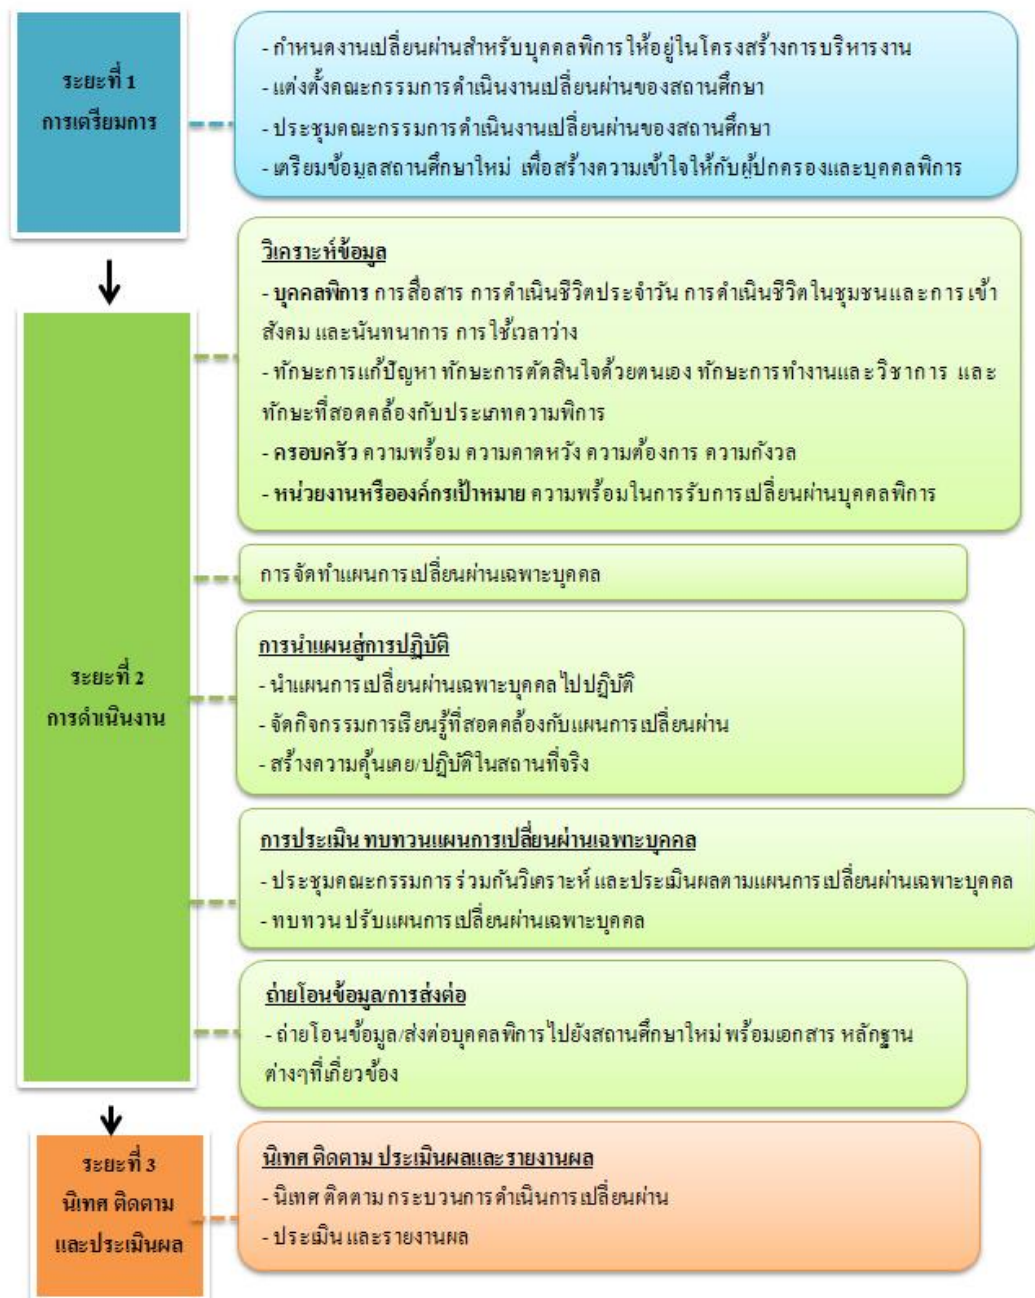 ระยะที่ 1
การเตรียมการ
- กำหนดงานเปลี่ยนผ่านสำหรับบุคคลพิการให้อยู่ในโครงสร้างการบริหารงาน
- แต่งตั้งคณะกรรมการดำเนินงานเปลี่ยนผ่านของสถานศึกษา
- ประชุมคณะกรรมการดำเนินงานเปลี่ยนผ่านของสถานศึกษา
- เตรียมข้อมูลสถานศึกษาใหม่ เพื่อสร้างความเข้าใจให้กับผู้ปกครองและบุคคลพิการ
ระยะที่ 2
การดำเนินงาน
วิเคราะห์ข้อมูล
- บุคคลพิการ การสื่อสาร การดำเนินชีวิตประจำวัน การดำเนินชีวิตในชุมชนและการเข้า
สังคม และนันทนาการ การใช้เวลาว่าง
- ทักษะการแก้ปัญหา ทักษะการตัดสินใจด้วยตนเอง ทักษะการทำงานและวิชาการ และ
ทักษะที่สอดคล้องกับประเภทความพิการ
- ครอบครัว ความพร้อม ความคาดหวัง ความต้องการ ความกังวล
- หน่วยงานหรือองค์กรเป้าหมาย ความพร้อมในการรับการเปลี่ยนผ่านบุคคลพิการ
การจัดทำแผนการเปลี่ยนผ่านเฉพาะบุคคล
การนำแผนสู่การปฏิบัติ
- นำแผนการเปลี่ยนผ่านเฉพาะบุคคลไปปฏิบัติ
- จัดกิจกรรมการเรียนรู้ที่สอดคล้องกับแผนการเปลี่ยนผ่าน
- สร้างความคุ้นเคย/ปฏิบัติในสถานที่จริง
การประเมิน ทบทวนแผนการเปลี่ยนผ่านเฉพาะบุคคล
- ประชุมคณะกรรมการ ร่วมกันวิเคราะห์ และประเมินผลตามแผนการเปลี่ยนผ่านเฉพาะบุคคล
- ทบทวน ปรับแผนการเปลี่ยนผ่านเฉพาะบุคคล
ถ่ายโอนข้อมูล/การส่งต่อ
- ถ่ายโอนข้อมูล/ส่งต่อบุคคลพิการไปยังสถานศึกษาใหม่ พร้อมเอกสาร หลักฐาน
ต่างๆที่เกี่ยวข้อง
ระยะที่ 3
นิเทศ ติดตาม
และประเมินผล
นิเทศ ติดตาม ประเมินผลและรายงานผล
- นิเทศ ติดตาม กระบวนการดำเนินการเปลี่ยนผ่าน
- ประเมิน และรายงานผล